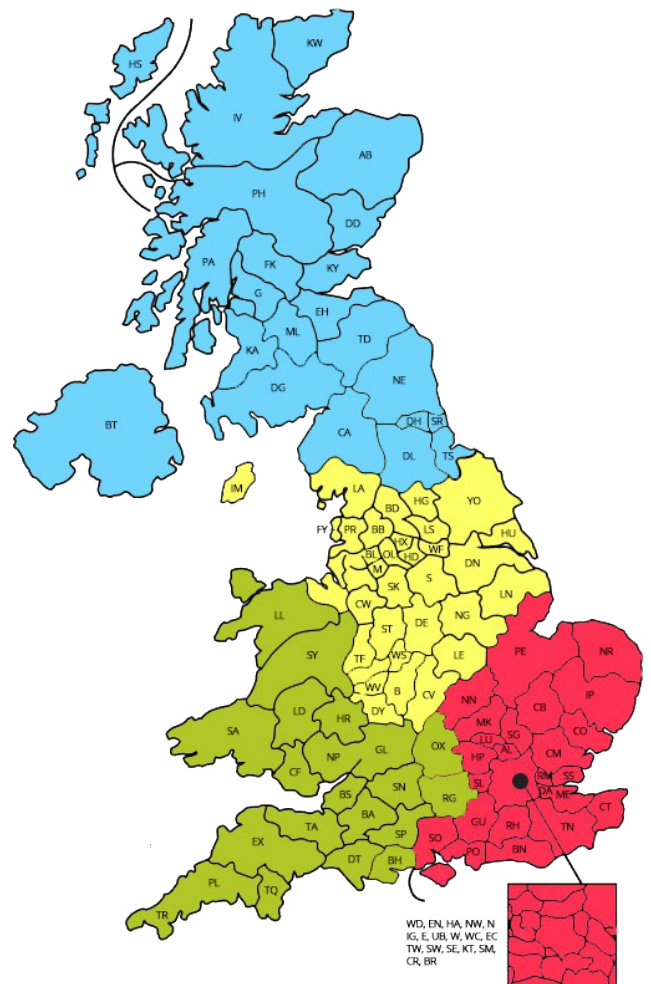 KW
HS
IV
AB
PH
DD
PA
FK
KY
G
EH
ML
TD
KA
NE
DG
BT
DH
SR
CA
DL
TS
IM
LA
HG
YO
BD
FY
PR
BB
LS
HU
HX
BL
OL
HD
WF
M
DN
SK
S
LN
CW
LL
ST
DE
NG
SY
TF
WS
LE
PE
NR
WV
B
CV
NN
IP
DY
CB
LD
HR
MK
SG
CO
SA
LU
AL
OX
GL
NP
HP
CM
CF
RM
SS
SL
DA
ME
SN
BS
RG
CT
BA
GU
TA
SP
SO
RH
TN
EX
PO
BN
DT
BH
PL
TQ
TR
WD, EN, HA, NW, N
IG, E, UB, W, WC, EC
TW, SW, SE, KT, SM,
CR, BR